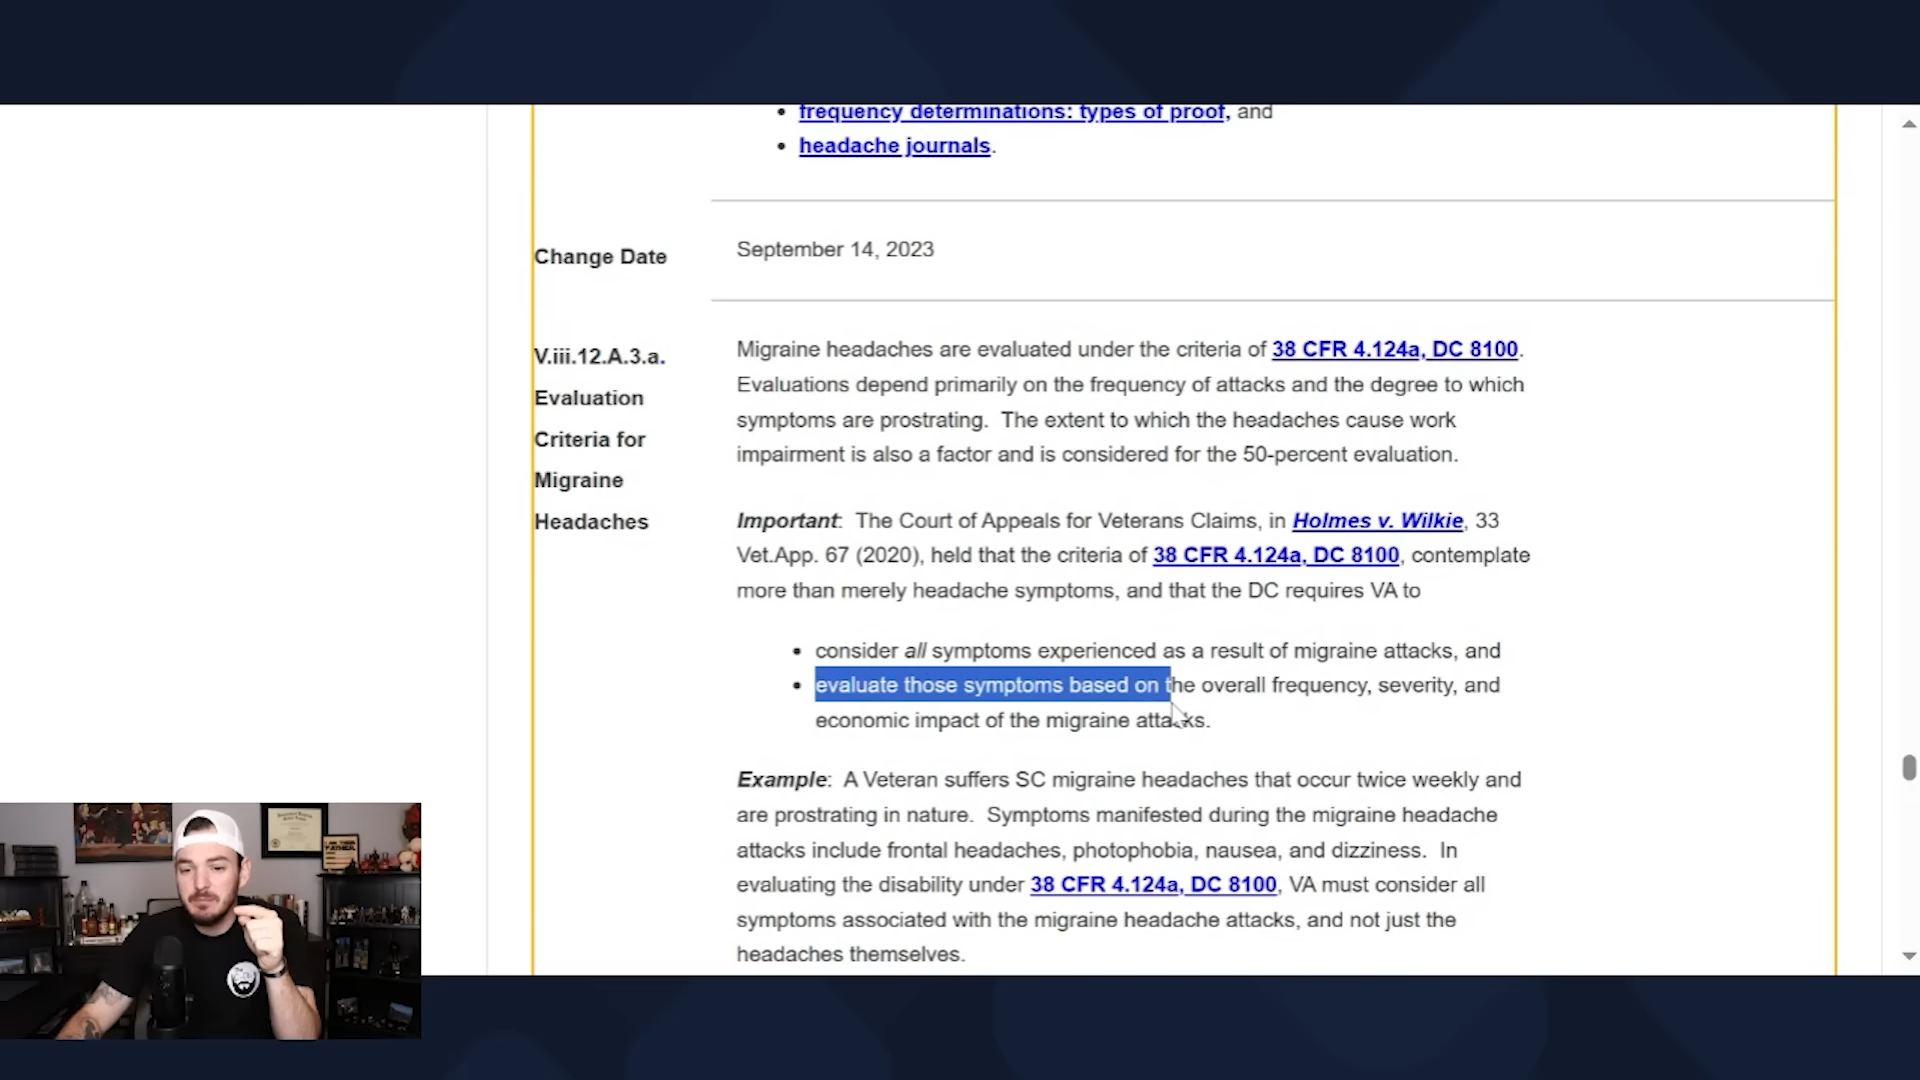 frequency determinations: types of proof, and
headache journals.
Change Date
September 14, 2023
V.iii.12.A.3.a.
Evaluation
Criteria for
Migraine
Headaches
Migraine headaches are evaluated under the criteria of 38 CFR 4.124a, DC 8100.
Evaluations depend primarily on the frequency of attacks and the degree to which
symptoms are prostrating.  The extent to which the headaches cause work
impairment is also a factor and is considered for the 50-percent evaluation.
Important:  The Court of Appeals for Veterans Claims, in Holmes v. Wilkie, 33
Vet.App. 67 (2020), held that the criteria of 38 CFR 4.124a, DC 8100, contemplate
more than merely headache symptoms, and that the DC requires VA to
consider all symptoms experienced as a result of migraine attacks, and
evaluate those symptoms based on the overall frequency, severity, and
economic impact of the migraine attacks.
Example:  A Veteran suffers SC migraine headaches that occur twice weekly and
are prostrating in nature.  Symptoms manifested during the migraine headache
attacks include frontal headaches, photophobia, nausea, and dizziness.  In
evaluating the disability under 38 CFR 4.124a, DC 8100, VA must consider all
symptoms associated with the migraine headache attacks, and not just the
headaches themselves.